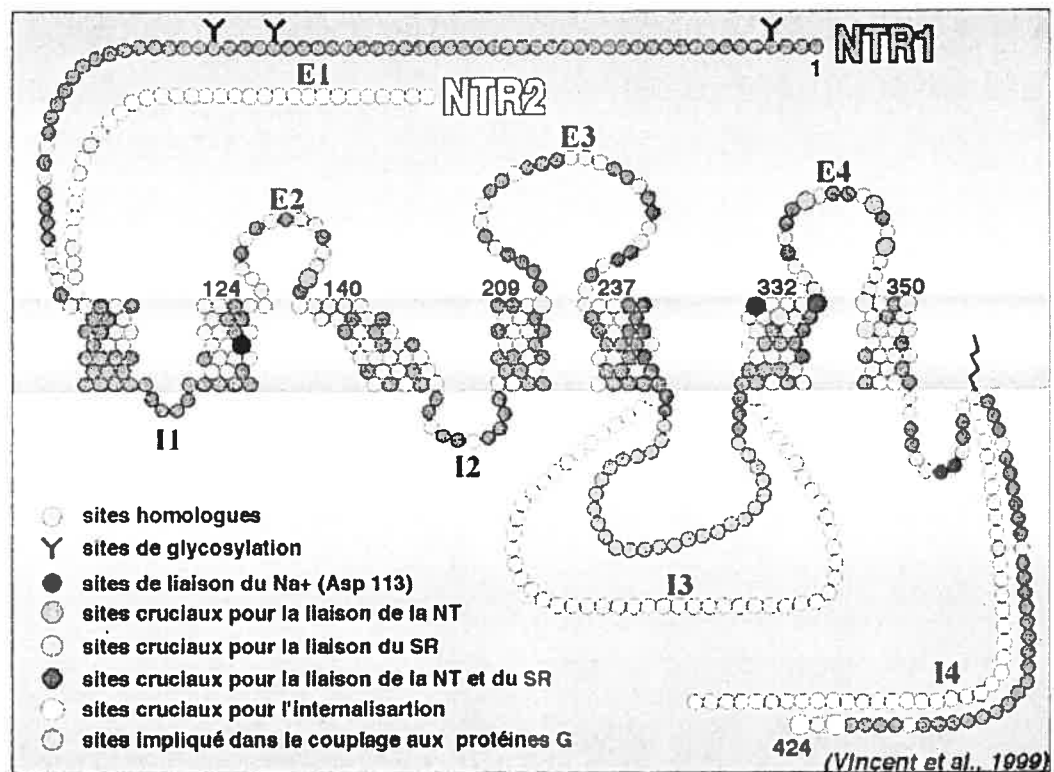 NTR1
1
E1
NTR2
E3
E4
E2
124
140
209
237
332
350
I1
I2
sites homologues
sites de glycosylation
sites de liaison du Na+ (Asp 113)
sites cruciaux pour la liaison de la NT
sites cruciaux pour la liaison du SR
sites cruciaux pour la liaison de la NT et du SR
sites cruciaux pour l'internalisartion
sites impliqué dans la couplage aux protéines G
I3
I4
424
(Vincent et al., 1999)